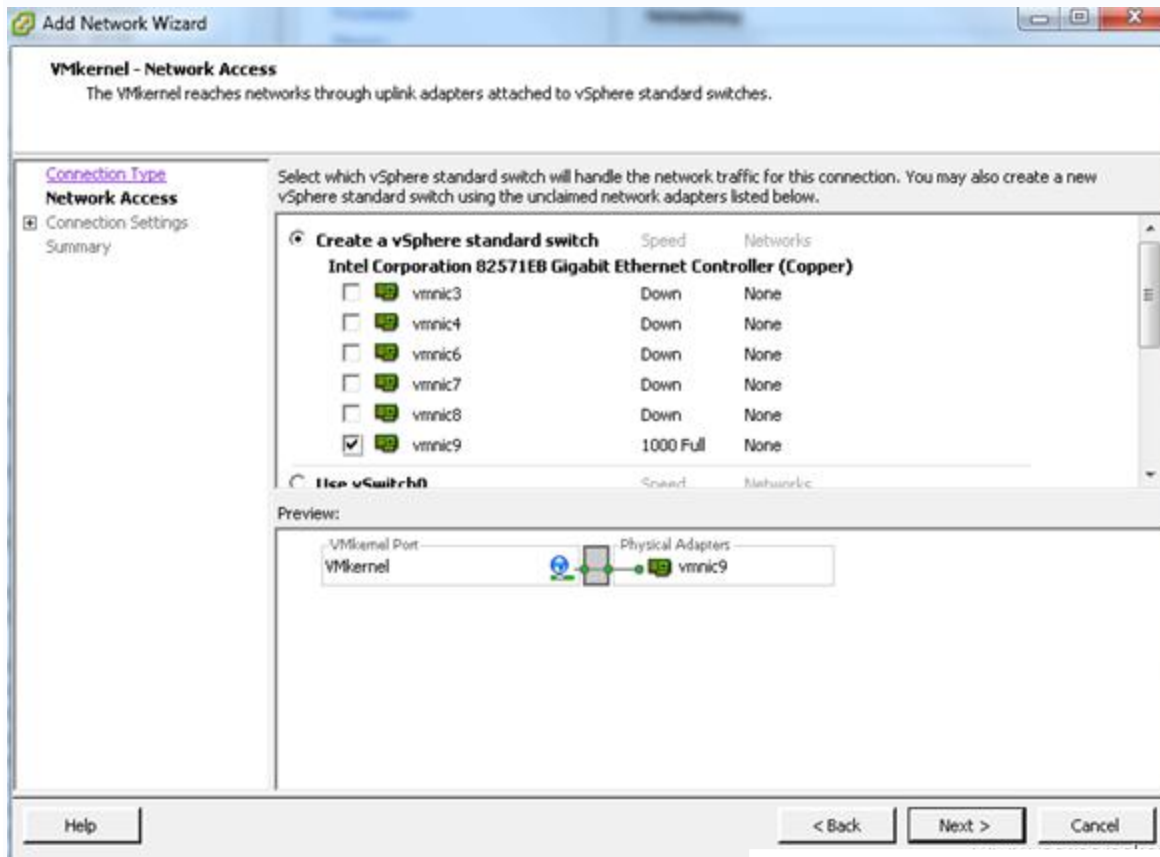 Add Network Wizard
VMkernel - Network Access
The VMkernel reaches networks through uplink adapters attached to vSphere standard switches.
Connection Type
Network Access
Connection Settings
Summary
Select which vSphere standard switch will handle the network traffic for this connection. You may also create a new
vSphere standard switch using the unclaimed network adapters listed below.
Create a vSphere standard switch Speed Networks
Intel Corporation 82571EB Gigabit Ethernet Controller (Copper)
vmnic3 Down None
vmnic4 Down None
vmnic6 Down None
vmnic7 Down None
vmnic8 Down None
vmnic9 1000 Full None
Use vSwitch0 Speed Networks
Preview:
VMkernel Port Physical Adapters
VMkernel vmnic9
Help < Back Next > Cancel